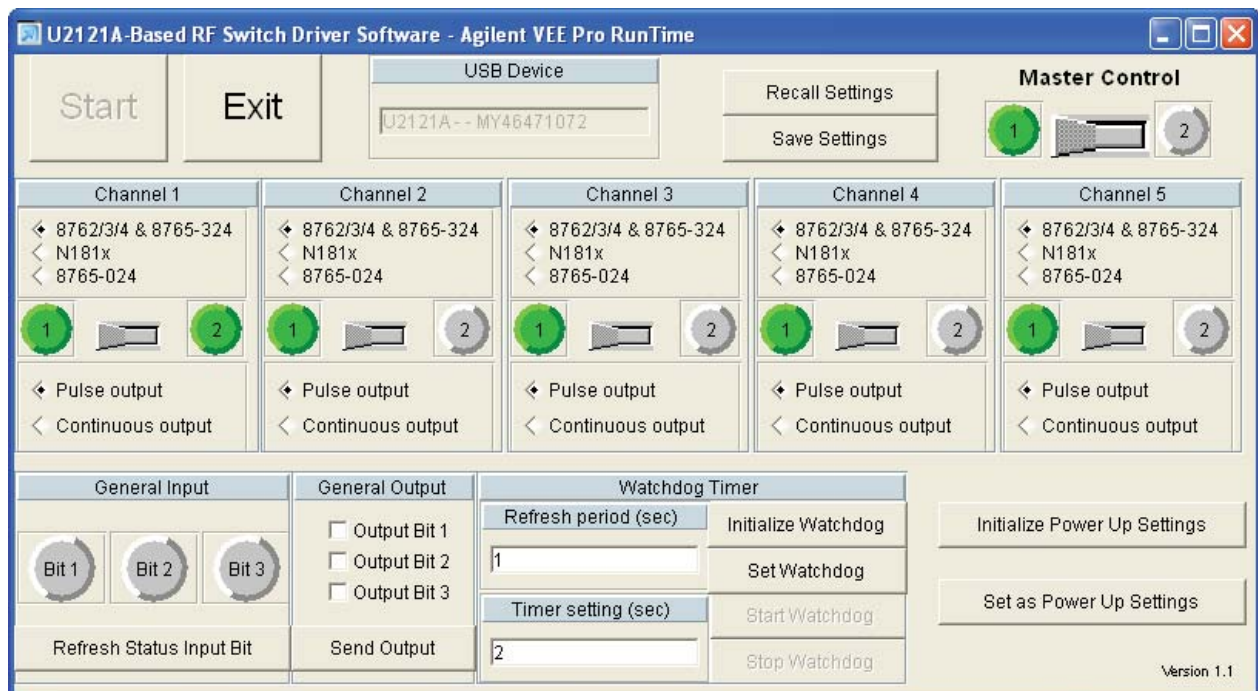 U2121A-Based RF Switch Driver Software - Agilent VEE Pro RunTime
Start
Exit
USB Device
U2121A-- MY46471072
Recall Settings
Save Settings
Master Control
1
2
Channel 1
8762/3/4 & 8765-324
N181x
8765-024
1
2
Pulse output
Continuous output
Channel 2
8762/3/4 & 8765-324
N181x
8765-024
1
2
Pulse output
Continuous output
Channel 3
8762/3/4 & 8765-324
N181x
8765-024
1
2
Pulse output
Continuous output
Channel 4
8762/3/4 & 8765-324
N181x
8765-024
1
2
Pulse output
Continuous output
Channel 5
8762/3/4 & 8765-324
N181x
8765-024
1
2
Pulse output
Continuous output
General Input
Bit 1
Bit 2
Bit 3
Refresh Status Input Bit
General Output
Output Bit 1
Output Bit 2
Output Bit 3
Send Output
Watchdog Timer
Refresh period (sec)
1
Timer setting (sec)
2
Initialize Watchdog
Set Watchdog
Start Watchdog
Stop Watchdog
Initialize Power Up Settings
Set as Power Up Settings
Version 1.1